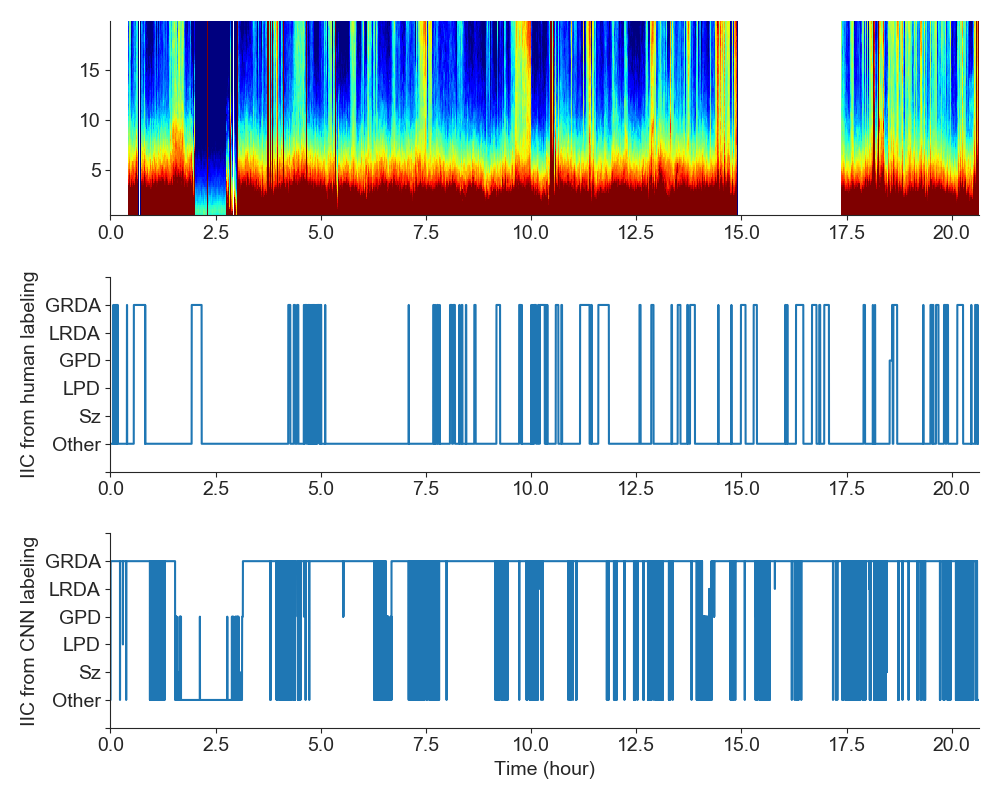 15
10
5
0.0 2.5 5.0 7.5 10.0 12.5 15.0 17.5 20.0
IIC from human labeling
GRDA
LRDA
GPD
LPD
Sz
Other
0.0 2.5 5.0 7.5 10.0 12.5 15.0 17.5 20.0
IIC from CNN labeling
GRDA
LRDA
GPD
LPD
Sz
Other
0.0 2.5 5.0 7.5 10.0 12.5 15.0 17.5 20.0
Time (hour)